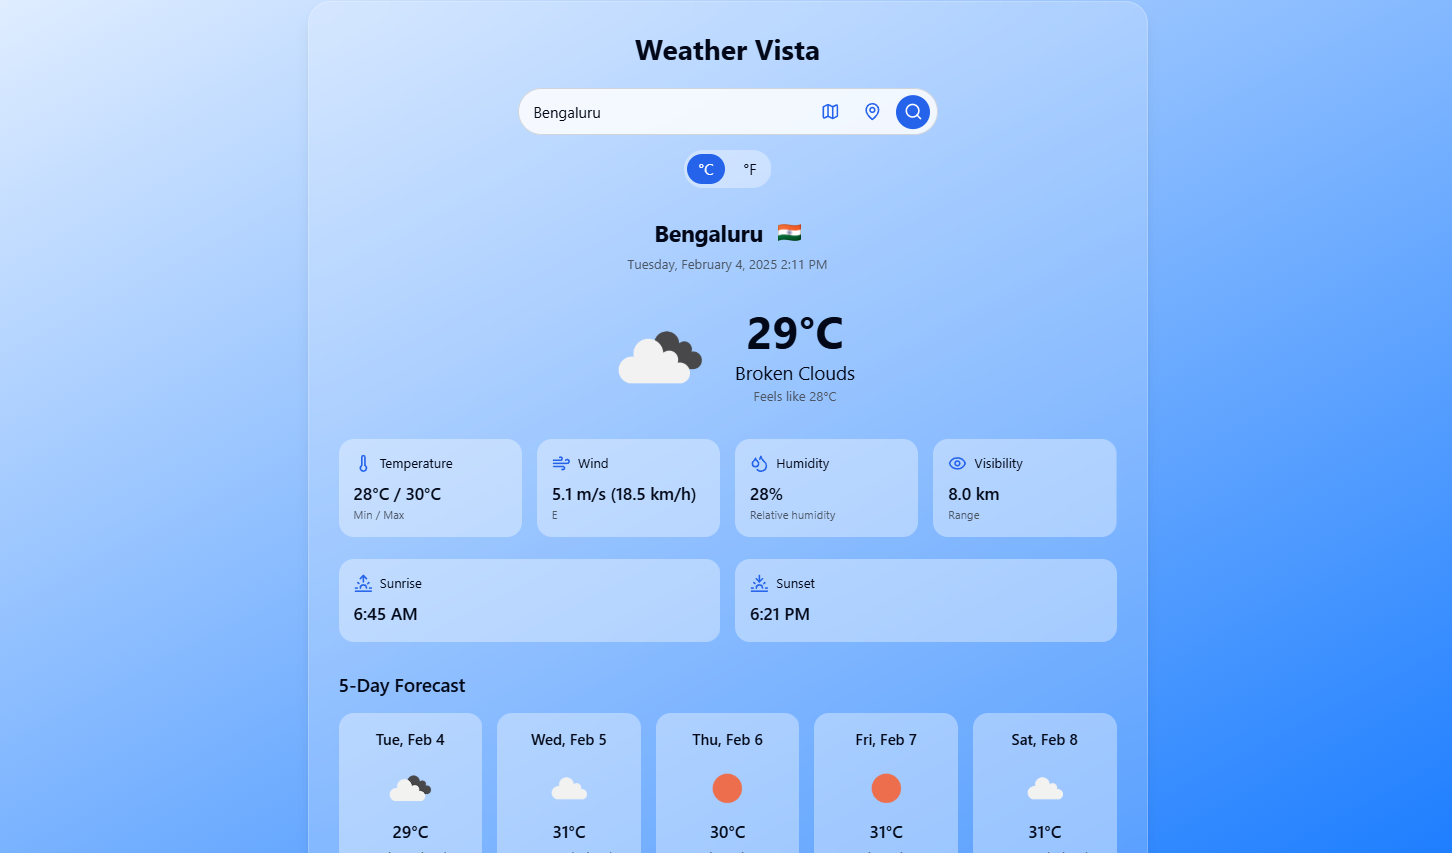 Weather Vista
Bengaluru
°C °F
Bengaluru
Tuesday, February 4, 2025 2:11 PM
29°C
Broken Clouds
Feels like 28°C
Temperature
28°C / 30°C
Min / Max
Wind
5.1 m/s (18.5 km/h)
E
Humidity
28%
Relative humidity
Visibility
8.0 km
Range
Sunrise
6:45 AM
Sunset
6:21 PM
5-Day Forecast
Tue, Feb 4
29°C
Wed, Feb 5
31°C
Thu, Feb 6
30°C
Fri, Feb 7
31°C
Sat, Feb 8
31°C